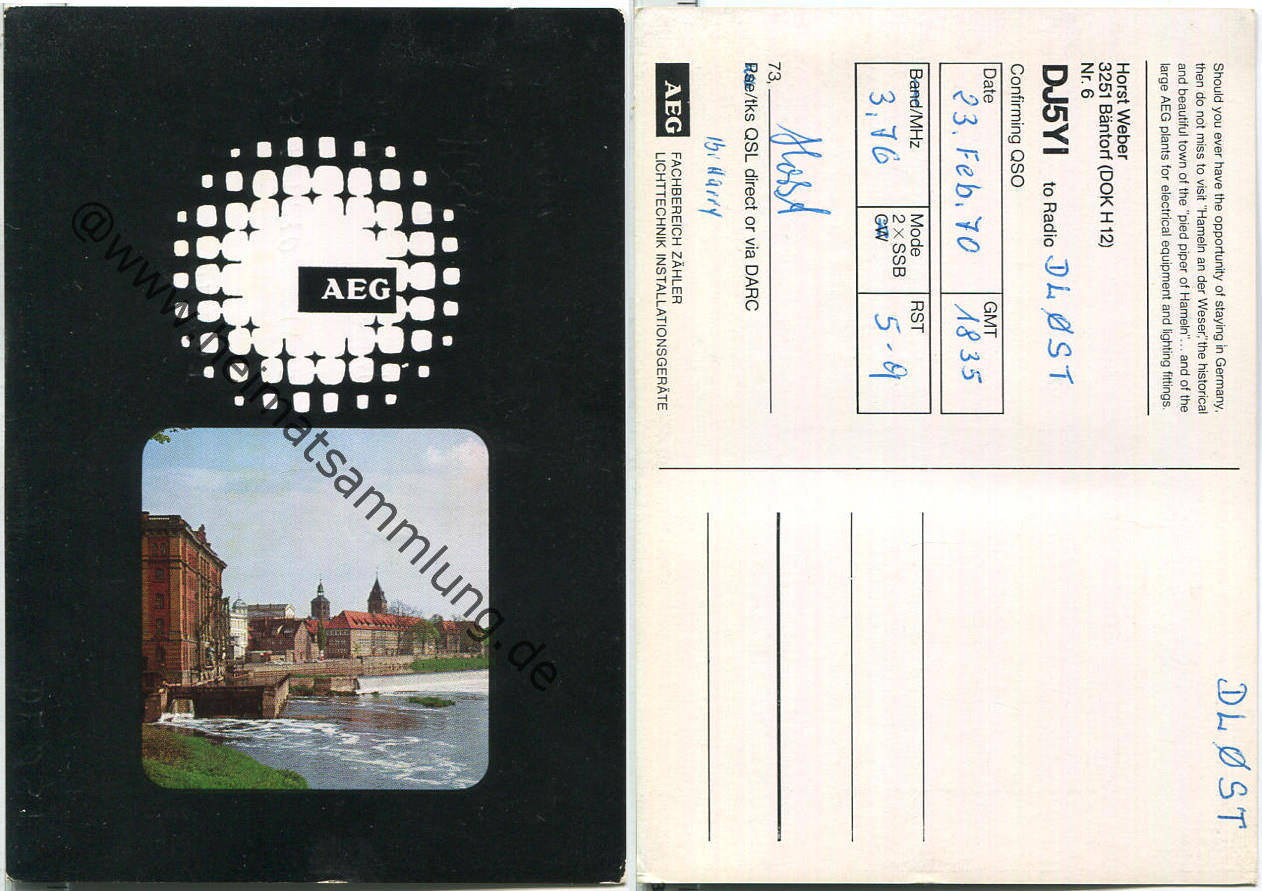 AEG
@www.heimatsammlung.de
Should you ever have the opportunity of staying in Germany,
then do not miss to visit "Hameln an der Weser," the historical
and beautiful town of the "pied piper of Hameln"... and of the
large AEG plants for electrical equipment and lighting fittings.
Horst Weber
3251 Bäntorf (DOK H 12)
Nr. 6
DJ5YI to Radio DLØST
Confirming QSO
Date GMT
23. Feb. 70 1835
Band/MHz Mode RST
3,70 2 × SSB 5-9
CW
73, Horst
Pse/tks QSL direct or via DARC
Harry
AEG FACHBEREICH ZÄHLER
LICHTTECHNIK INSTALLATIONSGERÄTE
DLØST